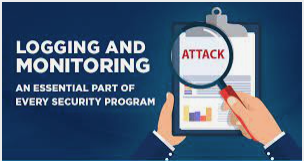 LOGGING AND
MONITORING
AN ESSENTIAL PART OF
EVERY SECURITY PROGRAM
ATTACK